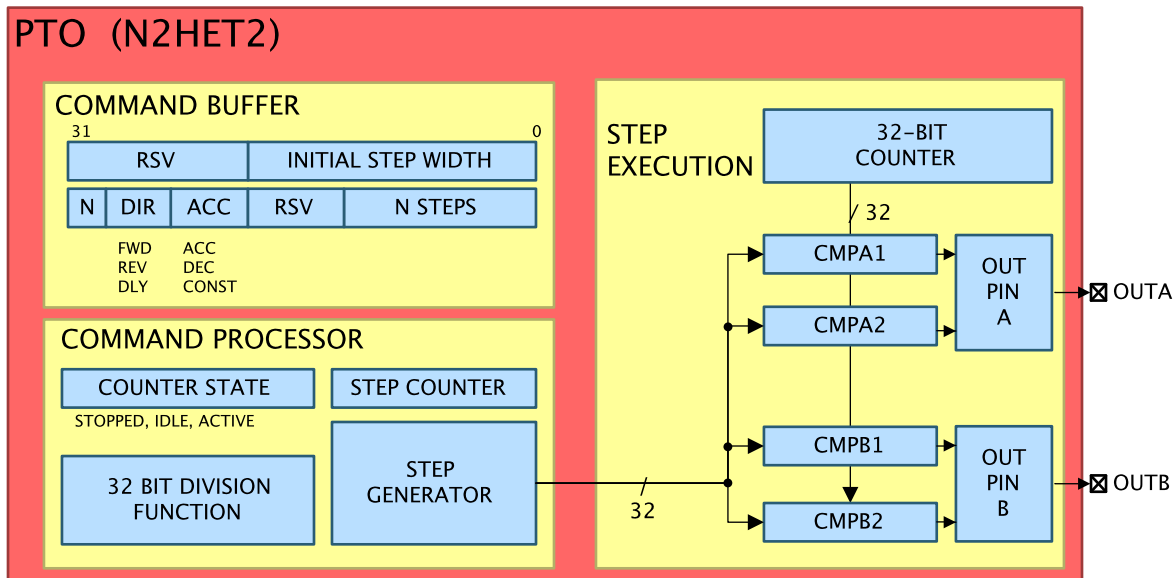 PTO (N2HET2)
COMMAND BUFFER
31
0
RSV
INITIAL STEP WIDTH
N
DIR
ACC
RSV
N STEPS
FWD
ACC
REV
DEC
DLY
CONST
COMMAND PROCESSOR
COUNTER STATE
STEP COUNTER
STOPPED, IDLE, ACTIVE
32 BIT DIVISION
FUNCTION
STEP
GENERATOR
32
STEP
EXECUTION
32-BIT
COUNTER
32
CMPA1
CMPA2
OUT
PIN
A
OUTA
CMPB1
CMPB2
OUT
PIN
B
OUTB